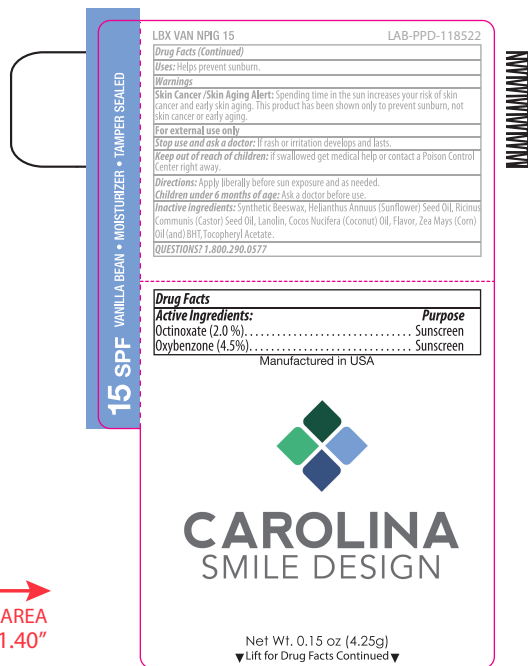 LBX VAN NPIG 15 LAB-PPD-118522
Drug Facts (Continued)
Uses: Helps prevent sunburn.
Warnings
Skin Cancer /Skin Aging Alert: Spending time in the sun increases your risk of skin
cancer and early skin aging. This product has been shown only to prevent sunburn, not
skin cancer or early aging.
For external use only
Stop use and ask a doctor: If rash or irritation develops and lasts.
Keep out of reach of children: if swallowed get medical help or contact a Poison Control
Center right away.
Directions: Apply liberally before sun exposure and as needed.
Children under 6 months of age: Ask a doctor before use.
Inactive ingredients: Synthetic Beeswax, Helianthus Annuus (Sunflower) Seed Oil, Ricinus
Communis (Castor) Seed Oil, Lanolin, Cocos Nucifera (Coconut) Oil, Flavor, Zea Mays (Corn)
Oil (and) BHT, Tocopheryl Acetate.
QUESTIONS? 1.800.290.0577
15 SPF VANILLA BEAN • MOISTURIZER • TAMPER SEALED
Drug Facts
Active Ingredients: Purpose
Octinoxate (2.0 %)............................... Sunscreen
Oxybenzone (4.5%).............................. Sunscreen
Manufactured in USA
CAROLINA
SMILE DESIGN
AREA
1.40”
Net Wt. 0.15 oz (4.25g)
▼Lift for Drug Facts Continued▼